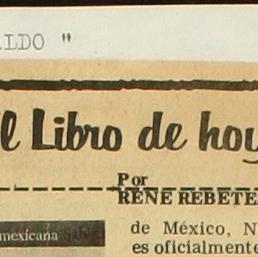 ALDO "
l Libro de hoy
Por
RENE REBETE
mexicana
de México, N
es oficialmente